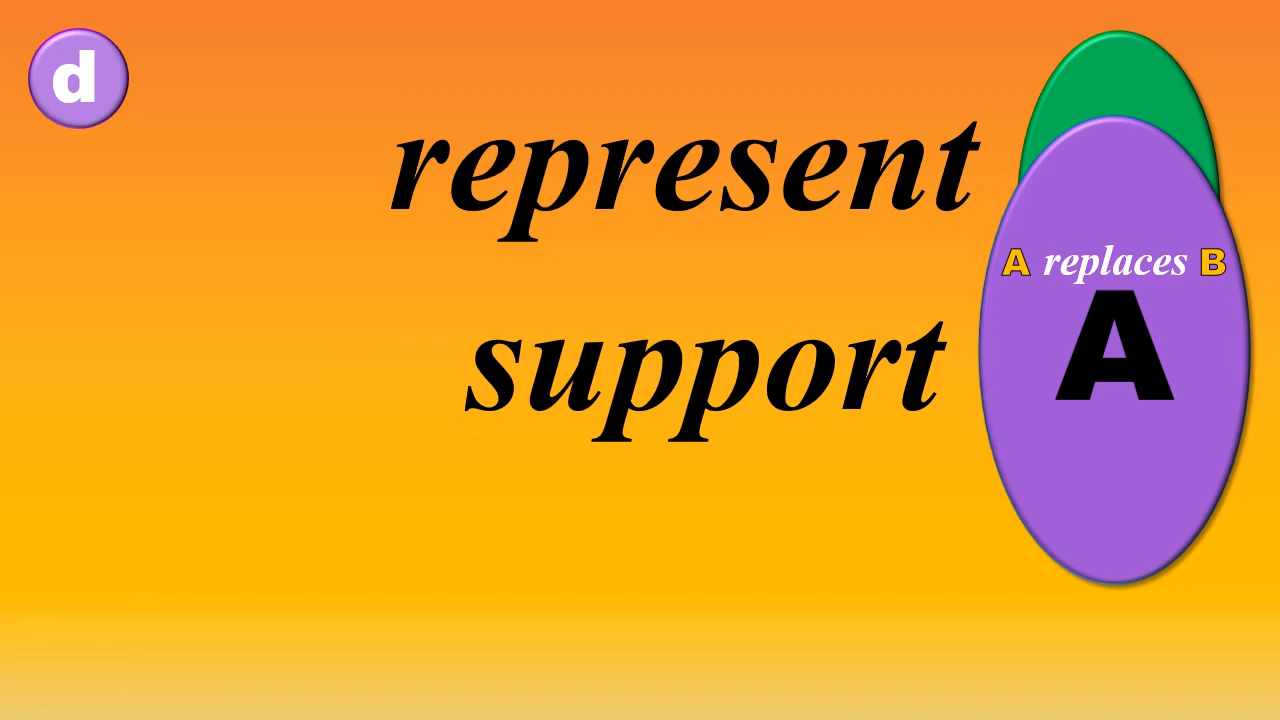 d
represent
A replaces B
A
support